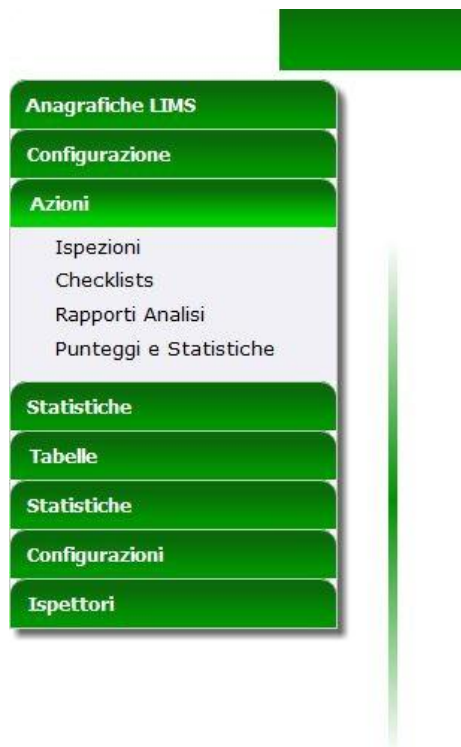 Anagrafiche LIMS
Configurazione
Azioni
Ispezioni
Checklists
Rapporti Analisi
Punteggi e Statistiche
Statistiche
Tabelle
Statistiche
Configurazioni
Ispettori